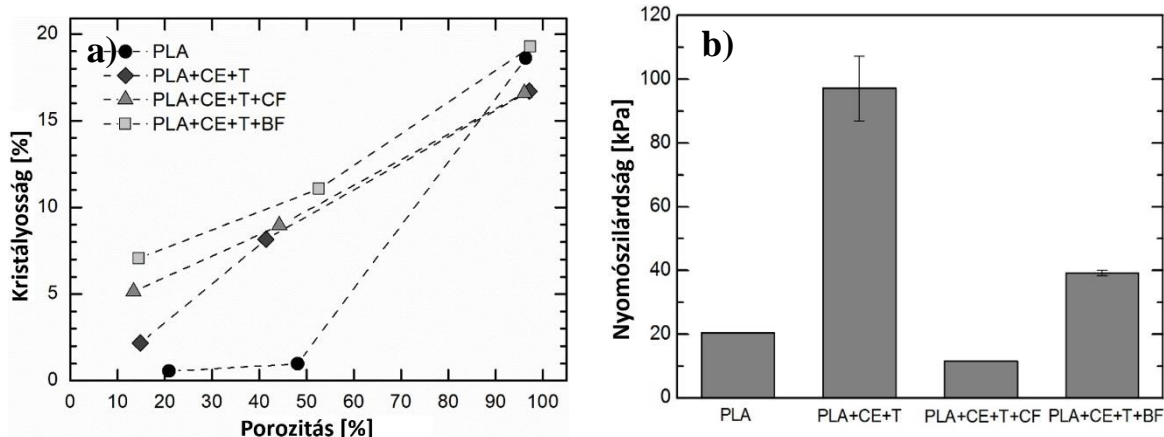 a)
PLA
PLA+CE+T
PLA+CE+T+CF
PLA+CE+T+BF
Kristályosság [%]
20
15
10
5
0
0 10 20 30 40 50 60 70 80 90 100
Porozitás [%]
b)
Nyomószilárdság [kPa]
120
100
80
60
40
20
0
PLA PLA+CE+T PLA+CE+T+CF PLA+CE+T+BF